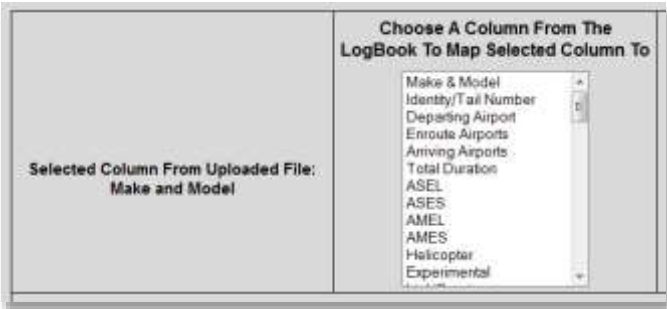 Choose A Column From The
LogBook To Map Selected Column To
Selected Column From Uploaded File:
Make and Model
Make & Model
Identity/Tail Number
Departing Airport
Enroute Airports
Arriving Airports
Total Duration
ASEL
ASES
AMEL
AMES
Helicopter
Experimental